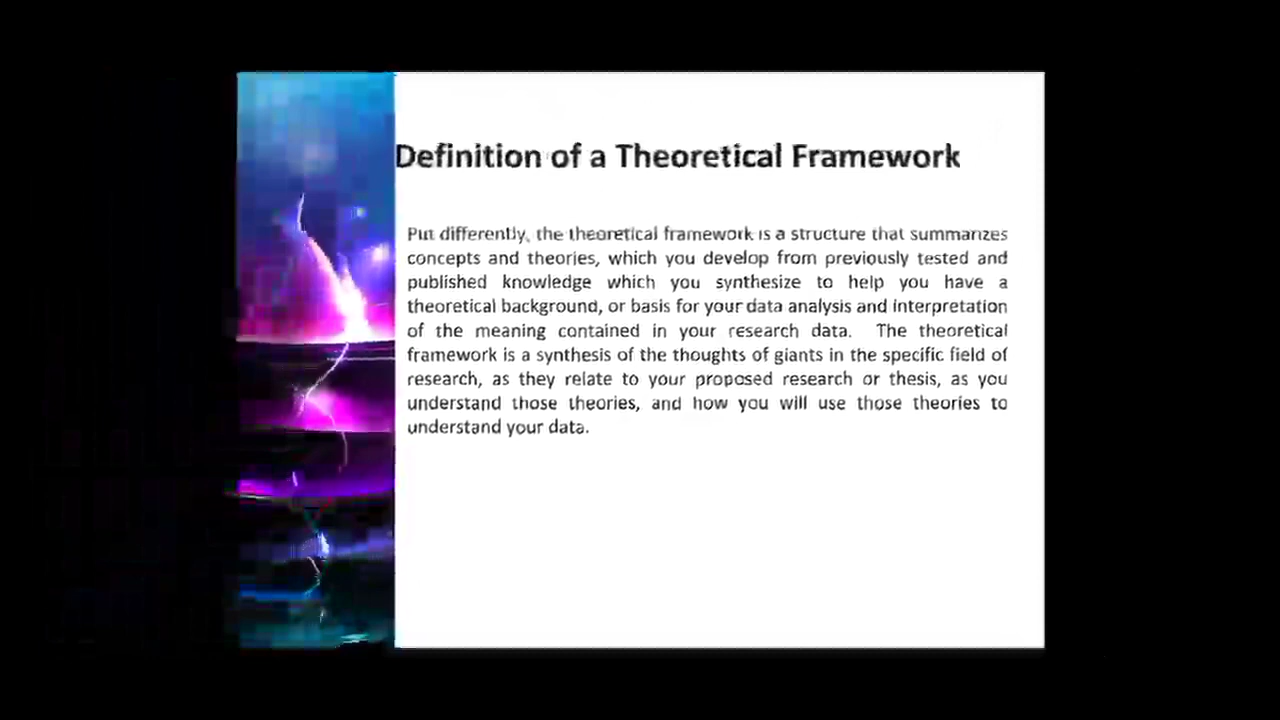 Definition of a Theoretical Framework
Put differently, the theoretical framework is a structure that summarizes
concepts and theories, which you develop from previously tested and
published knowledge which you synthesize to help you have a
theoretical background, or basis for your data analysis and interpretation
of the meaning contained in your research data. The theoretical
framework is a synthesis of the thoughts of giants in the specific field of
research, as they relate to your proposed research or thesis, as you
understand those theories, and how you will use those theories to
understand your data.